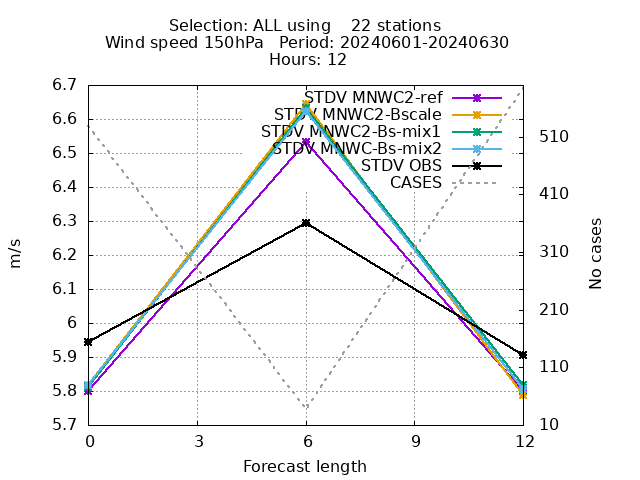 Selection: ALL using    22 stations
Wind speed 150hPa   Period: 20240601-20240630
Hours: 12
STDV MNWC2-ref
STDV MNWC2-Bscale
STDV MNWC2-Bs-mix1
STDV MNWC-Bs-mix2
STDV OBS
CASES
6.7
6.6
6.5
6.4
6.3
6.2
6.1
6
5.9
5.8
5.7
m/s
510
410
310
210
110
10
No cases
0 3 6 9 12
Forecast length